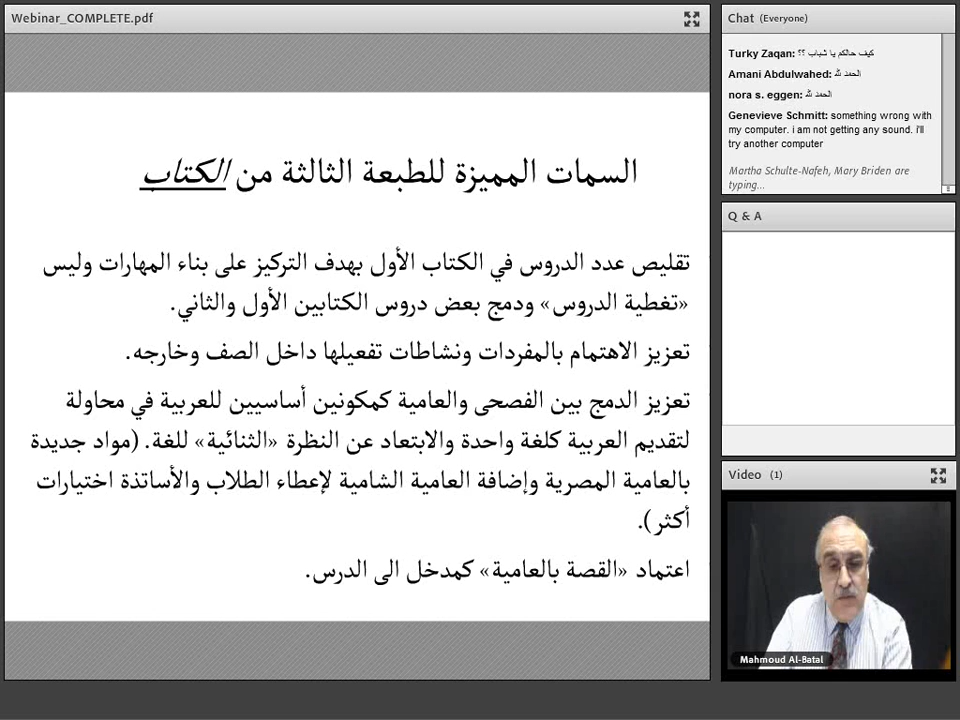 Webinar_COMPLETE.pdf
السمات المميزة للطبعة الثالثة من الكتاب
تقليص عدد الدروس في الكتاب الأول بهدف التركيز على بناء المهارات وليس
«تغطية الدروس» ودمج بعض دروس الكتابين الأول والثاني.
تعزيز الاهتمام بالمفردات ونشاطات تفعيلها داخل الصف وخارجه.
تعزيز الدمج بين الفصحى والعامية كمكونين أساسيين للعربية في محاولة
لتقديم العربية كلغة واحدة والابتعاد عن النظرة «الثنائية» للغة. (مواد جديدة
بالعامية المصرية وإضافة العامية الشامية لإعطاء الطلاب والأساتذة اختيارات
أكثر).
اعتماد «القصة بالعامية» كمدخل الى الدرس.
Chat (Everyone)
Turky Zaqan: كيف حالكم يا شباب ؟؟
Amani Abdulwahed: الحمد لله
nora s. eggen: الحمد لله
Genevieve Schmitt: something wrong with
my computer. i am not getting any sound. i'll
try another computer
Martha Schulte-Nafeh, Mary Briden are
typing...
Q & A
Video (1)
Mahmoud Al-Batal